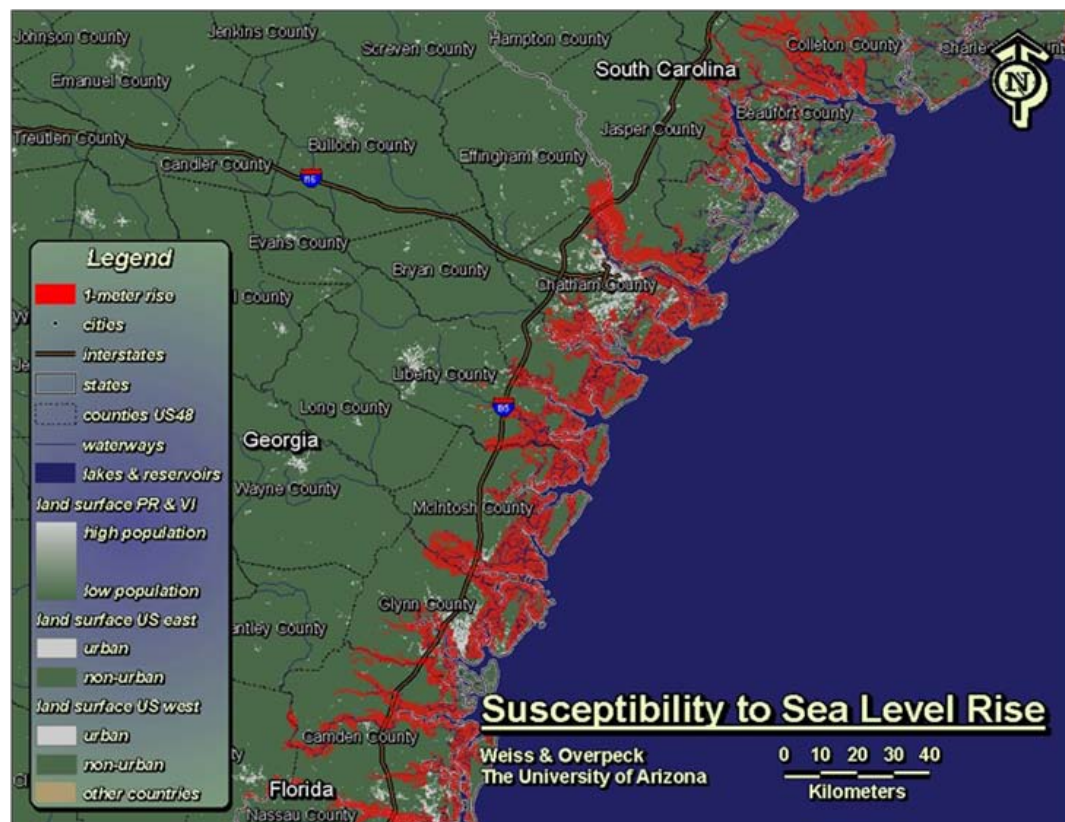 Johnson County
Jenkins County
Screven County
Hampton County
Colleton County
Emanuel County
South Carolina
N
Beaufort County
Jasper County
Treutlen County
Bulloch County
Effingham County
Candler County
Evans County
Bryan County
Chatham County
Liberty County
Long County
Georgia
Wayne County
McIntosh County
Glynn County
Camden County
Florida
Nassau County
Legend
1-meter rise
cities
interstates
states
counties US48
waterways
lakes & reservoirs
land surface PR & VI
high population
low population
land surface US east
urban
non-urban
land surface US west
urban
non-urban
other countries
Susceptibility to Sea Level Rise
Weiss & Overpeck
The University of Arizona
0 10 20 30 40
Kilometers